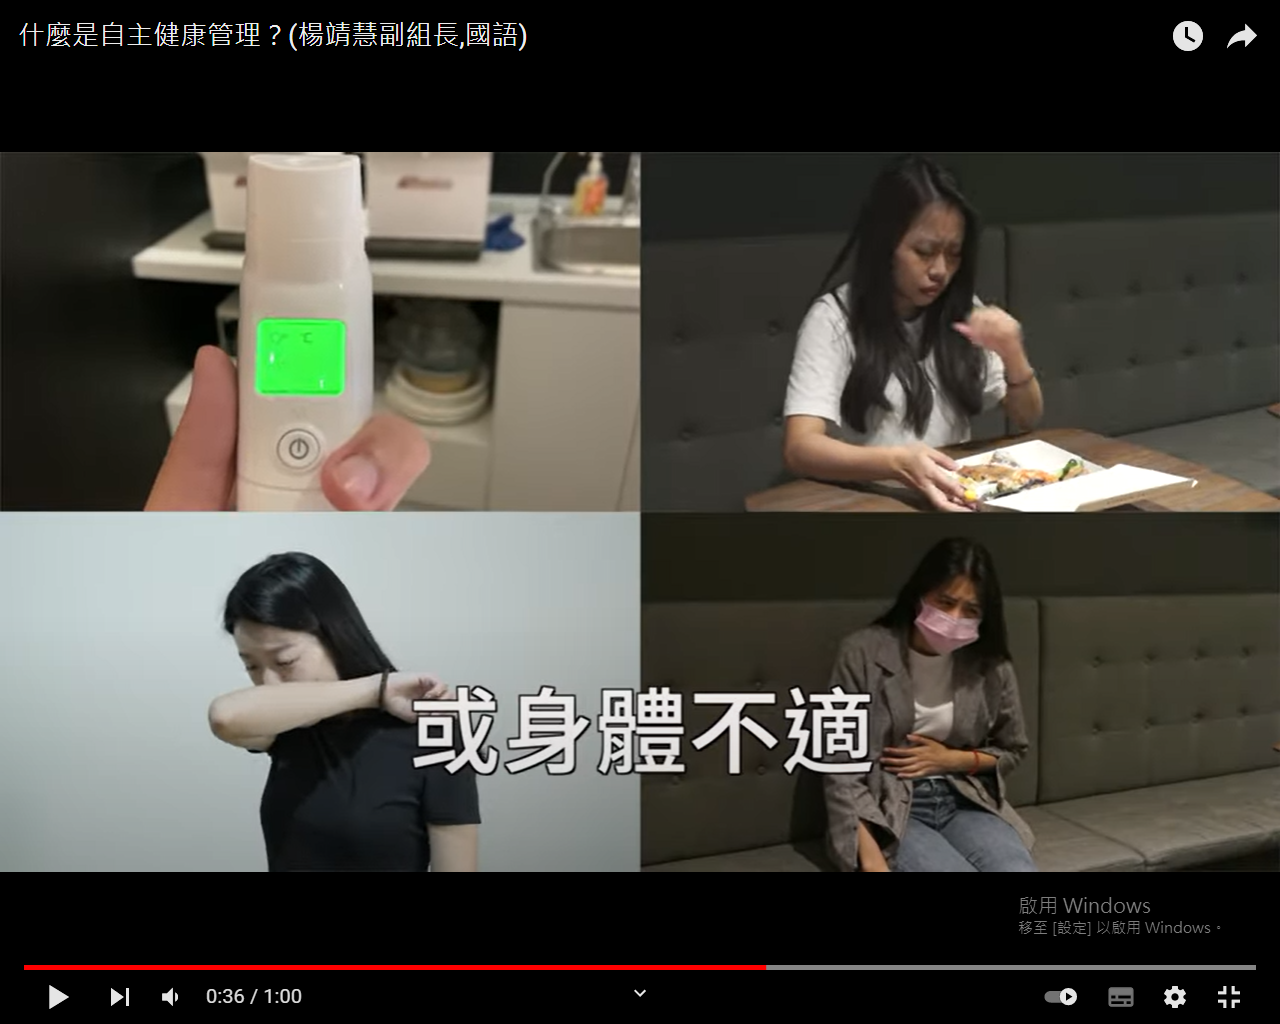 什麼是自主健康管理？(楊靖慧副組長,國語)
℃
或身體不適
啟用 Windows
移至 [設定] 以啟用 Windows。
0:36 / 1:00